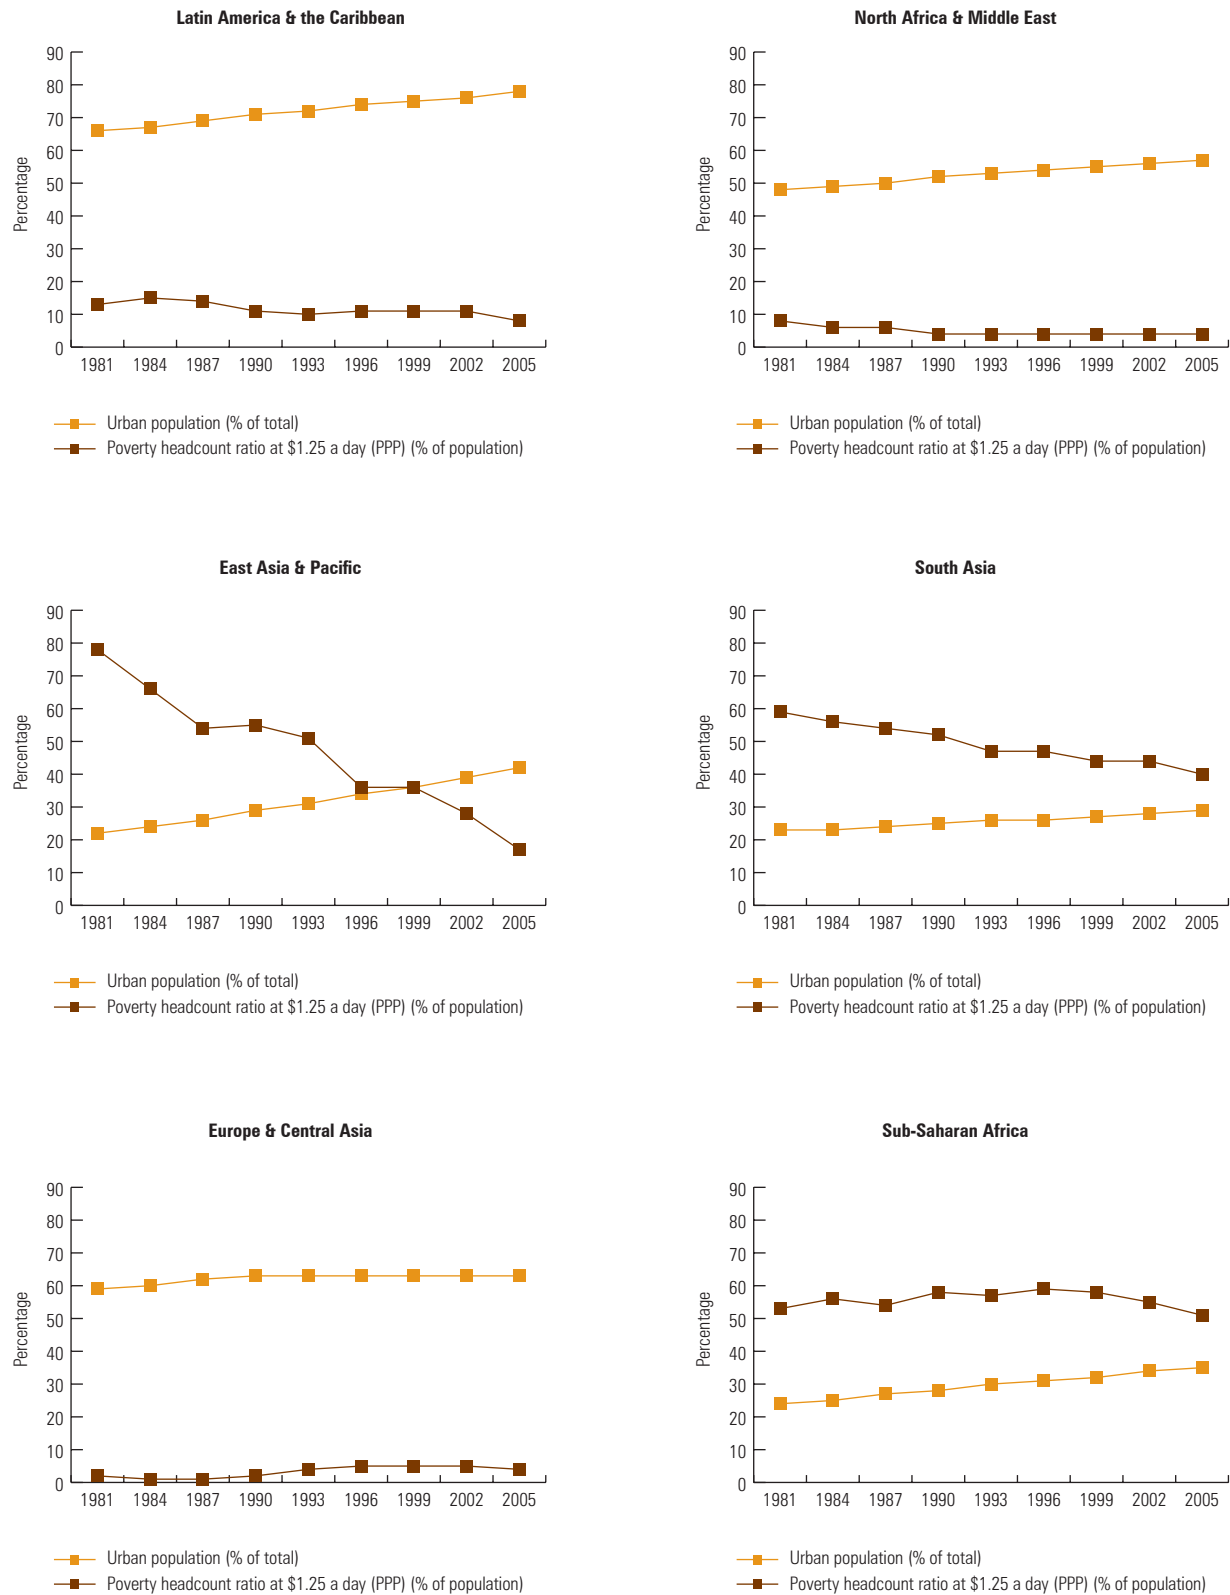 Latin America & the Caribbean
Percentage
90
80
70
60
50
40
30
20
10
0
1981 1984 1987 1990 1993 1996 1999 2002 2005
Urban population (% of total)
Poverty headcount ratio at $1.25 a day (PPP) (% of population)
North Africa & Middle East
Percentage
90
80
70
60
50
40
30
20
10
0
1981 1984 1987 1990 1993 1996 1999 2002 2005
Urban population (% of total)
Poverty headcount ratio at $1.25 a day (PPP) (% of population)
East Asia & Pacific
Percentage
90
80
70
60
50
40
30
20
10
0
1981 1984 1987 1990 1993 1996 1999 2002 2005
Urban population (% of total)
Poverty headcount ratio at $1.25 a day (PPP) (% of population)
South Asia
Percentage
90
80
70
60
50
40
30
20
10
0
1981 1984 1987 1990 1993 1996 1999 2002 2005
Urban population (% of total)
Poverty headcount ratio at $1.25 a day (PPP) (% of population)
Europe & Central Asia
Percentage
90
80
70
60
50
40
30
20
10
0
1981 1984 1987 1990 1993 1996 1999 2002 2005
Urban population (% of total)
Poverty headcount ratio at $1.25 a day (PPP) (% of population)
Sub-Saharan Africa
Percentage
90
80
70
60
50
40
30
20
10
0
1981 1984 1987 1990 1993 1996 1999 2002 2005
Urban population (% of total)
Poverty headcount ratio at $1.25 a day (PPP) (% of population)